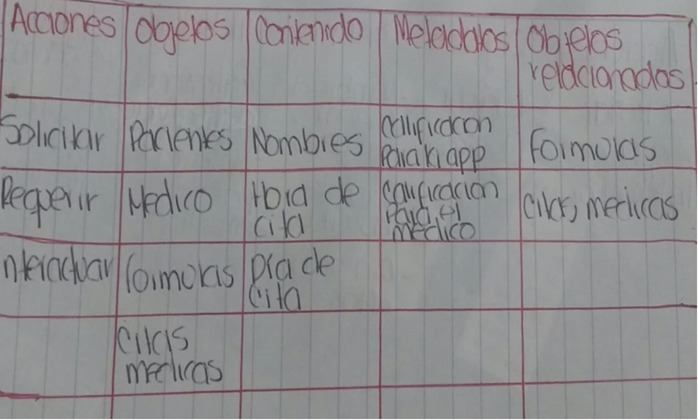 Acciones Objetos Contenido Metadatos Objetos
relacionados
Solicitar Pacientes Nombres calificacion
para la app Formulas
Requerir Medico Hora de
cita calificacion
para el
medico citas medicas
Interactuar formulas Dia de
cita
citas
medicas